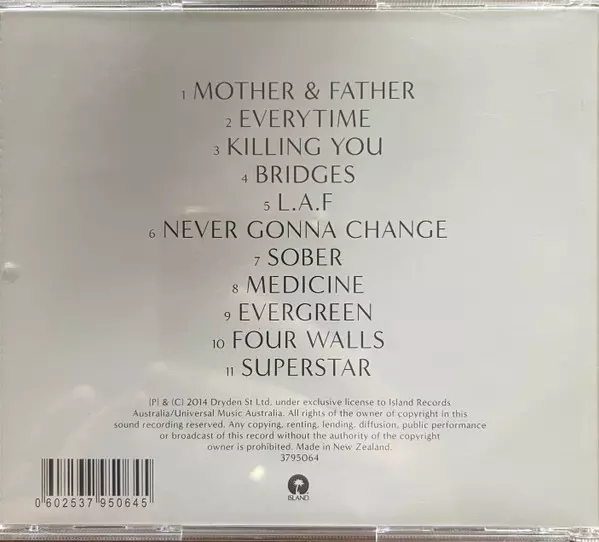 1 MOTHER & FATHER
2 EVERYTIME
3 KILLING YOU
4 BRIDGES
5 L.A.F
6 NEVER GONNA CHANGE
7 SOBER
8 MEDICINE
9 EVERGREEN
10 FOUR WALLS
11 SUPERSTAR
(P) & (C) 2014 Dryden St Ltd. under exclusive license to Island Records
Australia/Universal Music Australia. All rights of the owner of copyright in this
sound recording reserved. Any copying, renting, lending, diffusion, public performance
or broadcast of this record without the authority of the copyright
owner is prohibited. Made in New Zealand.
3795064
0 602537 950645
ISLAND